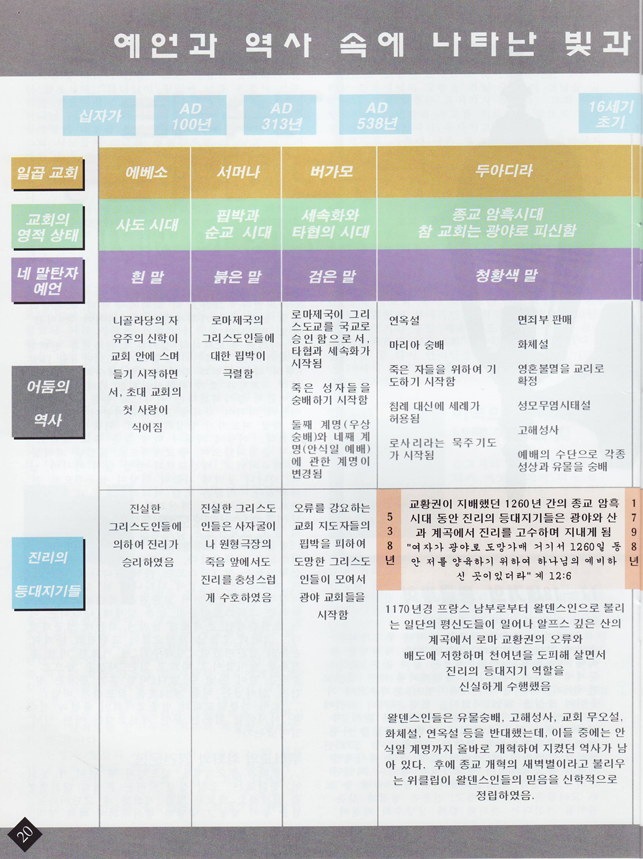 예언과 역사 속에 나타난 빛과
십자가
AD
100년
AD
313년
AD
538년
16세기
초기
일곱 교회
에베소
서머나
버가모
두아디라
교회의
영적 상태
사도 시대
핍박과
순교 시대
세속화와
타협의 시대
종교 암흑시대
참 교회는 광야로 피신함
네 말탄자
예언
흰 말
붉은 말
검은 말
청황색 말
어둠의
역사
니골라당의 자
유주의 신학이
교회 안에 스며
들기 시작하면
서, 초대 교회의
첫 사랑이
식어짐
로마제국의
그리스도인들에
대한 핍박이
극렬함
로마제국이 그리
스도교를 국교로
승인 함으로서,
타협과 세속화가
시작됨
죽은 성자들을
숭배하기 시작함
둘째 계명(우상
숭배)와 네째 계
명(안식일 예배)
에 관한 계명이
변경됨
연옥설
마리아 숭배
죽은 자들을 위하여 기
도하기 시작함
침례 대신에 세례가
허용됨
로사리라는 묵주기도
가 시작됨
면죄부 판매
화체설
영혼불멸을 교리로
확정
성모무염시태설
고해성사
예배의 수단으로 각종
성상과 유물을 숭배
진리의
등대지기들
진실한
그리스도인들에
의하여 진리가
승리하였음
진실한 그리스도
인들은 사자굴이
나 원형극장의
죽음 앞에서도
진리를 충성스럽
게 수호하였음
오류를 강요하는
교회 지도자들의
핍박을 피하여
도망한 그리스도
인들이 모여서
광야 교회들을
시작함
5
3
8
년
교황권이 지배했던 1260년 간의 종교 암흑
시대 동안 진리의 등대지기들은 광야와 산
과 계곡에서 진리를 고수하며 지내게 됨
"여자가 광야로 도망가매 거기서 1260일 동
안 저를 양육하기 위하여 하나님의 예비하
신 곳이있더라" 계 12:6
1
7
9
8
년
1170년경 프랑스 남부로부터 왈덴스인으로 불리
는 일단의 평신도들이 일어나 알프스 깊은 산의
계곡에서 로마 교황권의 오류와
배도에 저항하며 천여년을 도피해 살면서
진리의 등대지기 역할을
신실하게 수행했음
왈덴스인들은 유물숭배, 고해성사, 교회 무오설,
화체설, 연옥설 등을 반대했는데, 이들 중에는 안
식일 계명까지 올바로 개혁하여 지켰던 역사가 남
아 있다. 후에 종교 개혁의 새벽별이라고 불리우
는 위클립이 왈덴스인들의 믿음을 신학적으로
정립하였음.
20